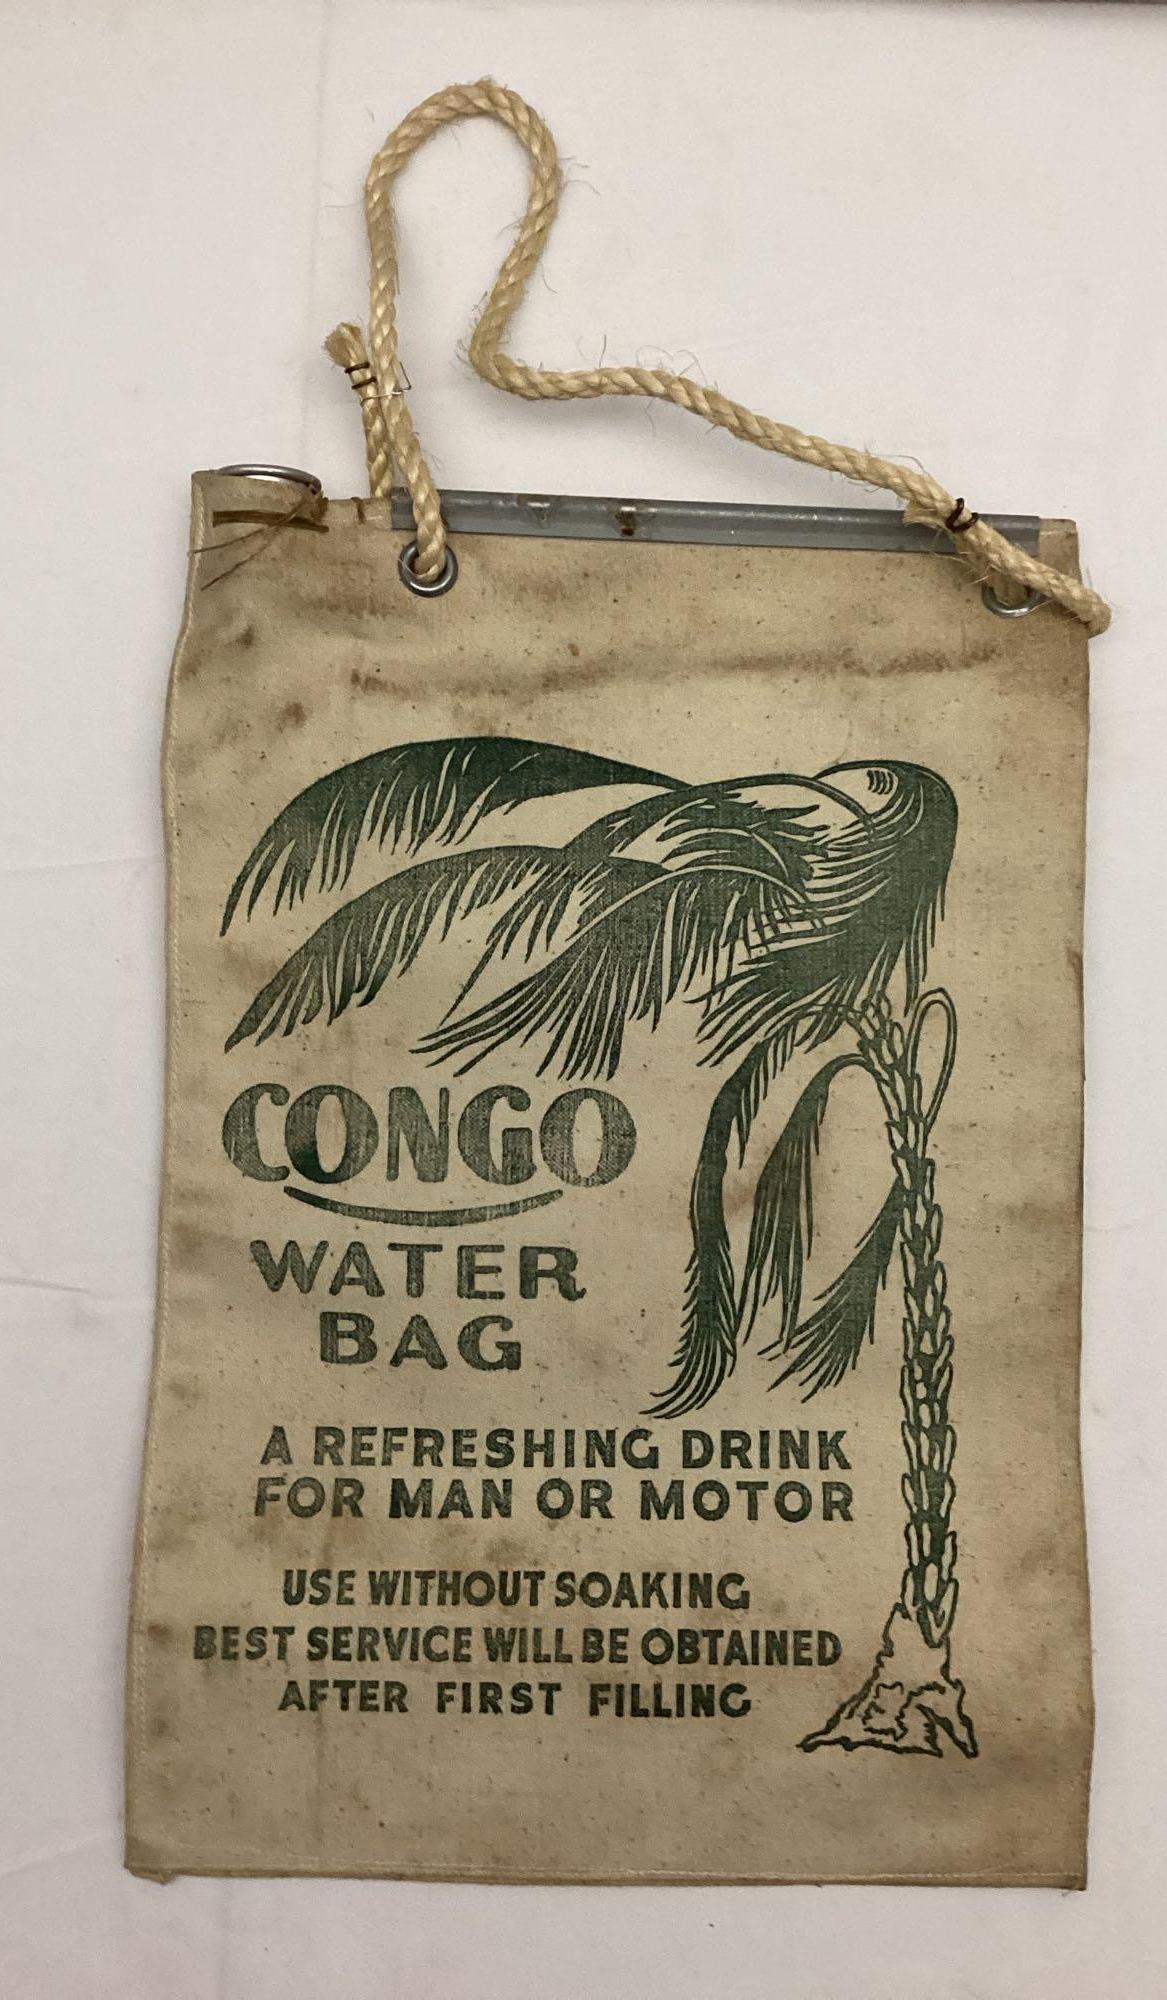 CONGO
WATER
BAG
A REFRESHING DRINK
FOR MAN OR MOTOR
USE WITHOUT SOAKING
BEST SERVICE WILL BE OBTAINED
AFTER FIRST FILLING